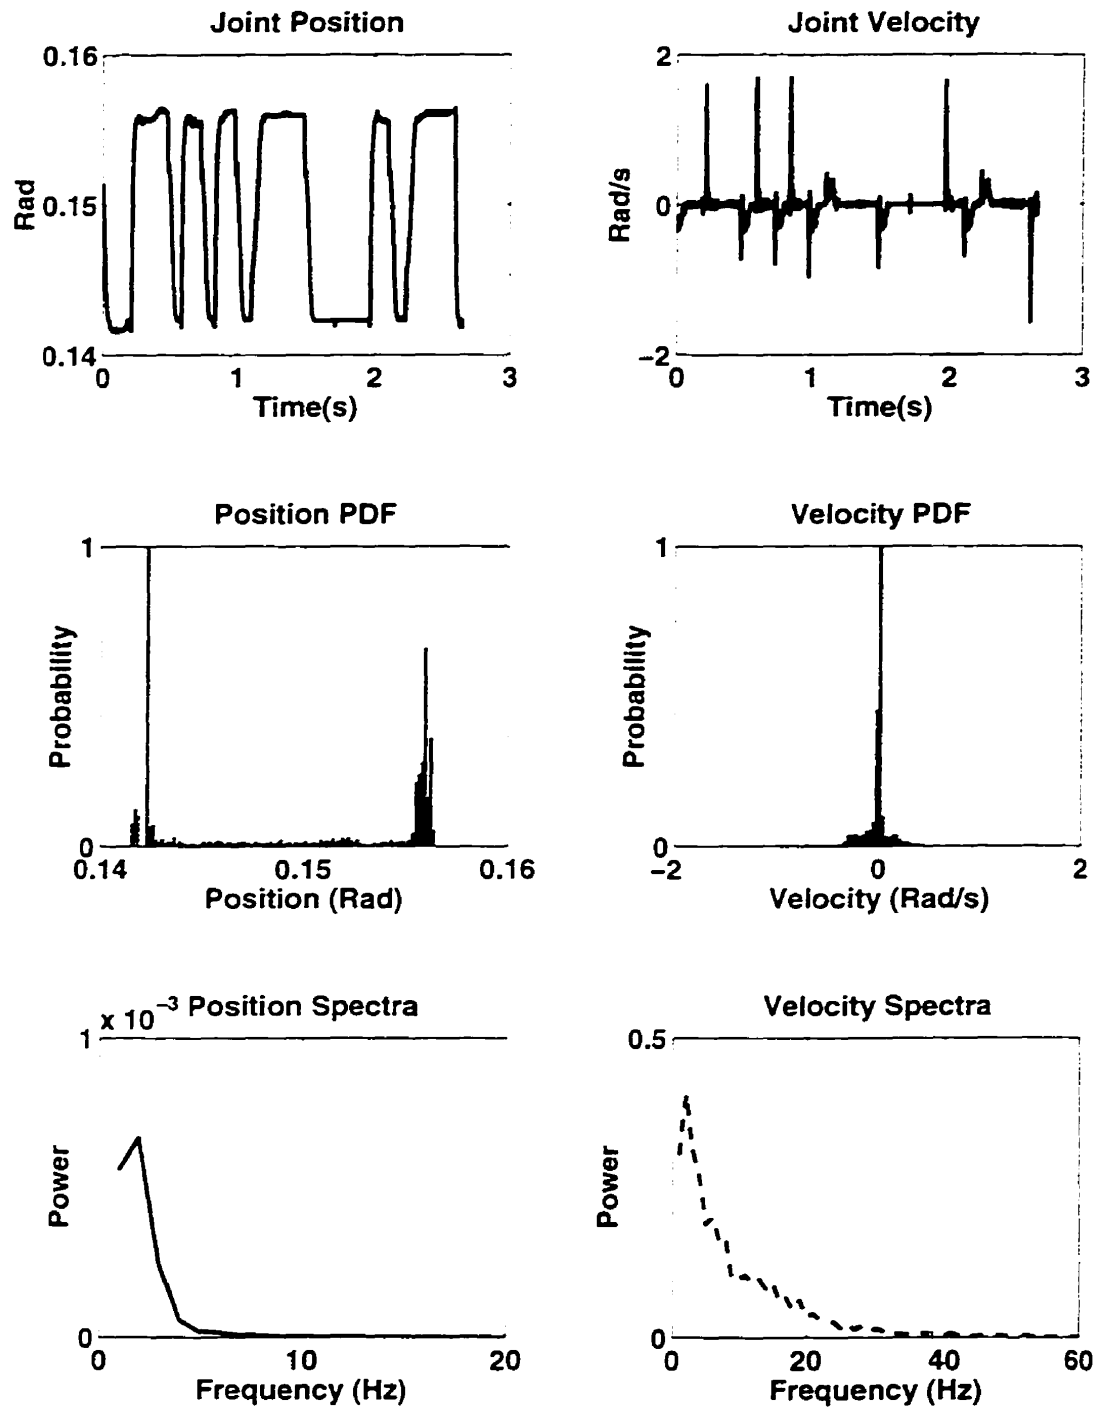 Joint Position
0.16
0.15
0.14
Rad
0 1 2 3
Time(s)
Joint Velocity
2
0
−2
Rad/s
0 1 2 3
Time(s)
Position PDF
1
0
Probability
0.14 0.15 0.16
Position (Rad)
Velocity PDF
1
0
Probability
−2 0 2
Velocity (Rad/s)
x 10−3 Position Spectra
1
0
Power
0 10 20
Frequency (Hz)
Velocity Spectra
0.5
0
Power
0 20 40 60
Frequency (Hz)